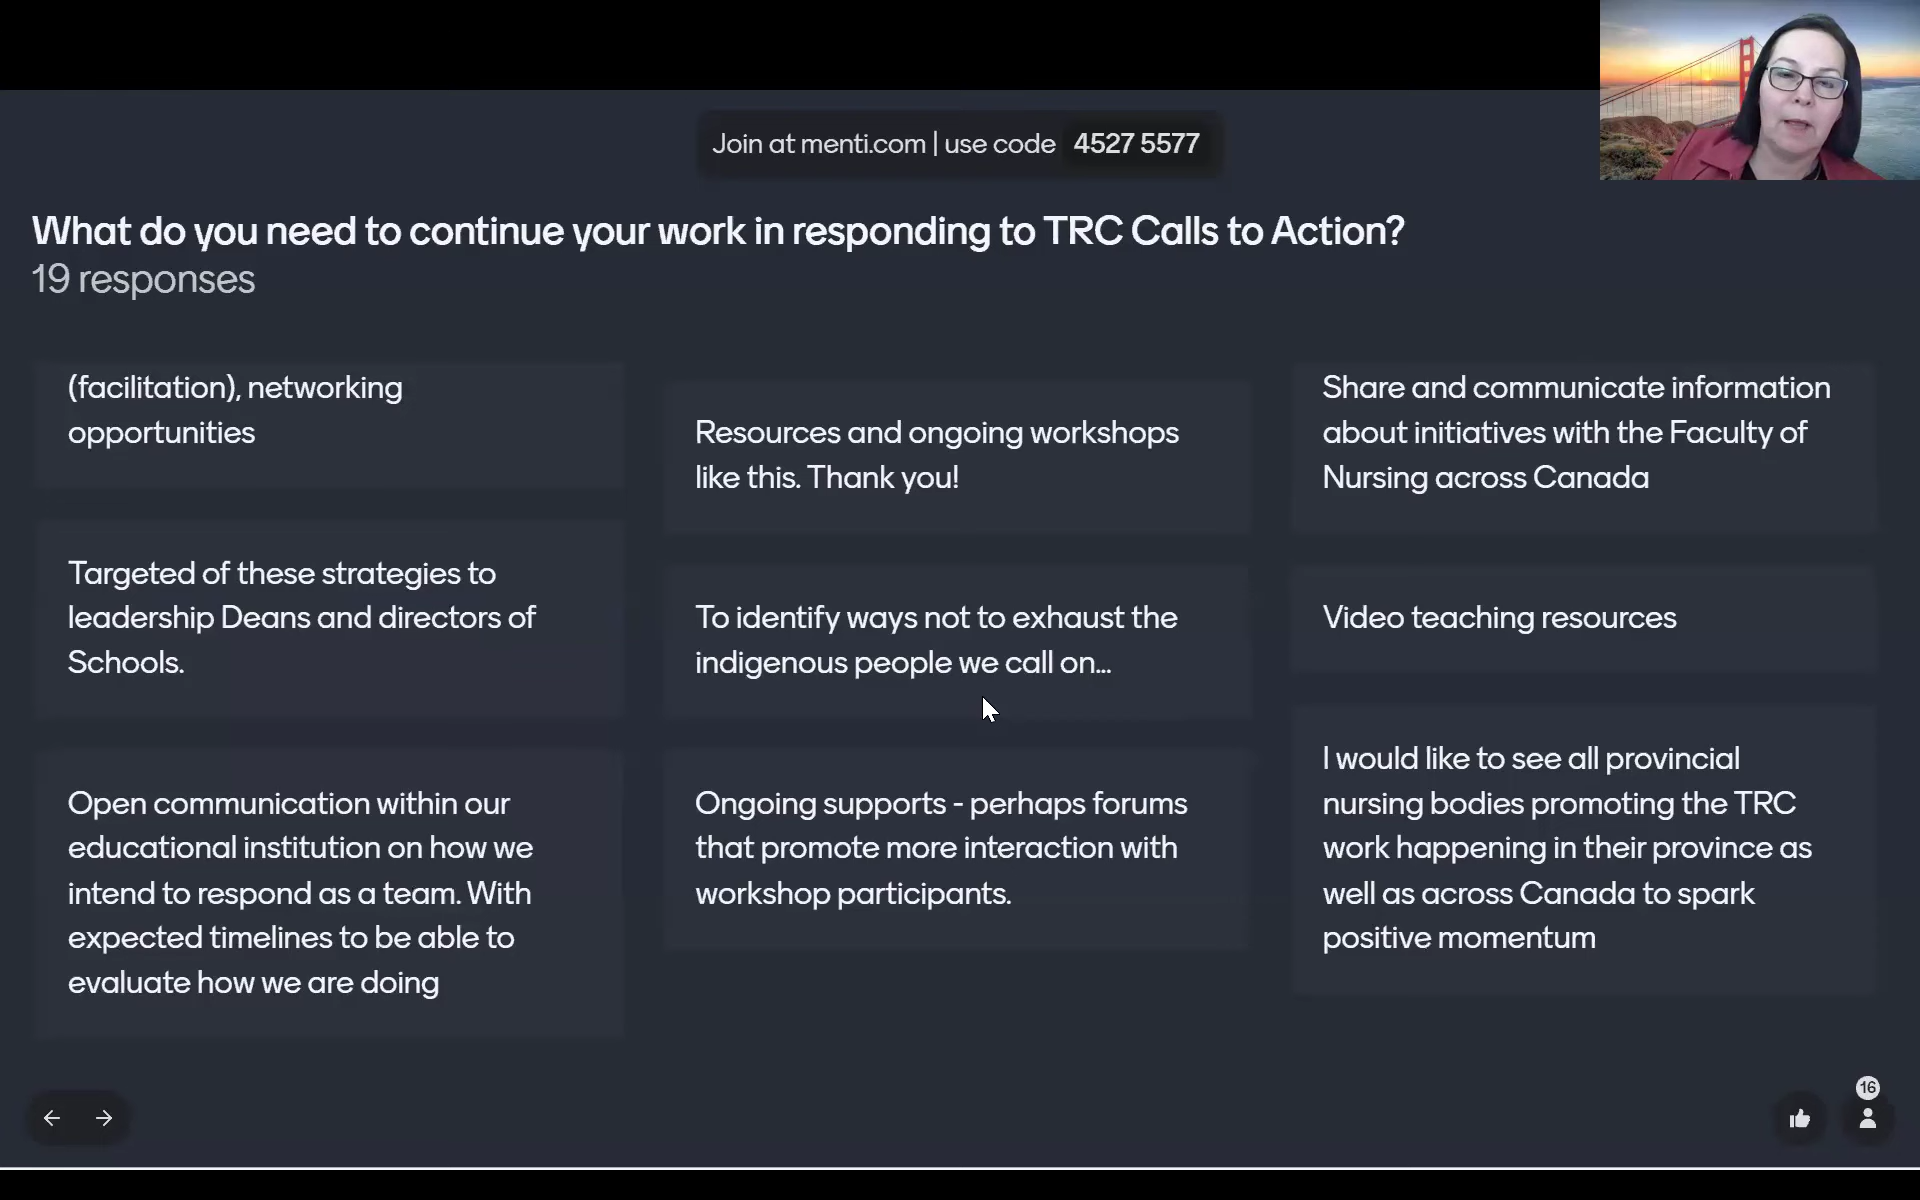 Join at menti.com | use code 4527 5577
What do you need to continue your work in responding to TRC Calls to Action?
19 responses
(facilitation), networking
opportunities
Targeted of these strategies to
leadership Deans and directors of
Schools.
Open communication within our
educational institution on how we
intend to respond as a team. With
expected timelines to be able to
evaluate how we are doing
Resources and ongoing workshops
like this. Thank you!
To identify ways not to exhaust the
indigenous people we call on...
Ongoing supports - perhaps forums
that promote more interaction with
workshop participants.
Share and communicate information
about initiatives with the Faculty of
Nursing across Canada
Video teaching resources
I would like to see all provincial
nursing bodies promoting the TRC
work happening in their province as
well as across Canada to spark
positive momentum
16